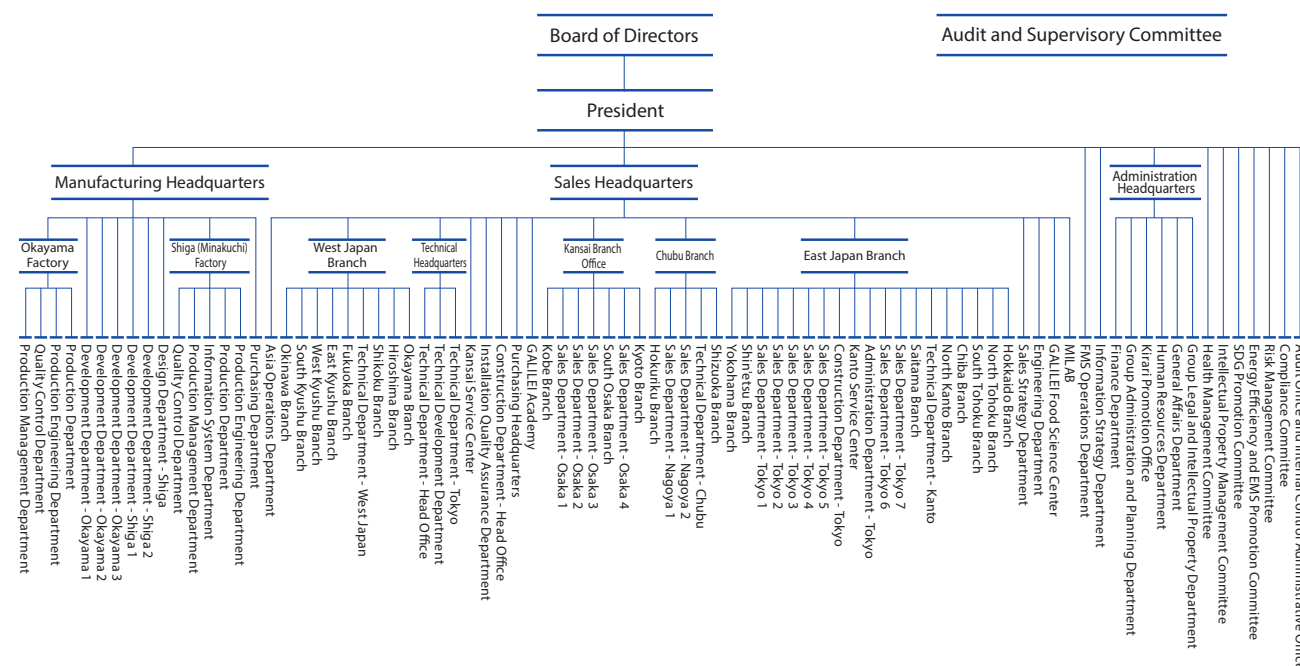 Board of Directors
Audit and Supervisory Committee
President
Manufacturing Headquarters
Sales Headquarters
Administration
Headquarters
Okayama
Factory
Shiga (Minakuchi)
Factory
West Japan
Branch
Technical
Headquarters
Kansai Branch
Office
Chubu Branch
East Japan Branch
Production Management Department
Quality Control Department
Production Engineering Department
Production Department
Development Department - Okayama 1
Development Department - Okayama 2
Development Department - Okayama 3
Development Department - Shiga 1
Development Department - Shiga 2
Design Department - Shiga
Quality Control Department
Production Management Department
Information System Department
Production Department
Production Engineering Department
Purchasing Department
Asia Operations Department
Okinawa Branch
South Kyushu Branch
West Kyushu Branch
East Kyushu Branch
Fukuoka Branch
Technical Department - West Japan
Shikoku Branch
Hiroshima Branch
Okayama Branch
Technical Department - Head Office
Technical Development Department
Technical Department - Tokyo
Kansai Service Center
Installation Quality Assurance Department
Construction Department - Head Office
Purchasing Headquarters
GALILEI Academy
Kobe Branch
Sales Department - Osaka 1
Sales Department - Osaka 2
Sales Department - Osaka 3
South Osaka Branch
Sales Department - Osaka 4
Kyoto Branch
Hokuriku Branch
Sales Department - Nagoya 1
Sales Department - Nagoya 2
Technical Department - Chubu
Shizuoka Branch
Yokohama Branch
Shin'etsu Branch
Sales Department - Tokyo 1
Sales Department - Tokyo 2
Sales Department - Tokyo 3
Sales Department - Tokyo 4
Sales Department - Tokyo 5
Construction Department - Tokyo
Kanto Service Center
Administration Department - Tokyo
Sales Department - Tokyo 6
Sales Department - Tokyo 7
Saitama Branch
Technical Department - Kanto
North Kanto Branch
Chiba Branch
South Tohoku Branch
North Tohoku Branch
Hokkaido Branch
Sales Strategy Department
Engineering Department
GALILEI Food Science Center
MILAB
FMS Operations Department
Information Strategy Department
Finance Department
Group Administration and Planning Department
Kirari Promotion Office
Human Resources Department
General Affairs Department
Group Legal and Intellectual Property Department
Health Management Committee
Intellectual Property Management Committee
SDG Promotion Committee
Energy Efficiency and EMS Promotion Committee
Risk Management Committee
Compliance Committee
Audit Office and Internal Control Administrative Office